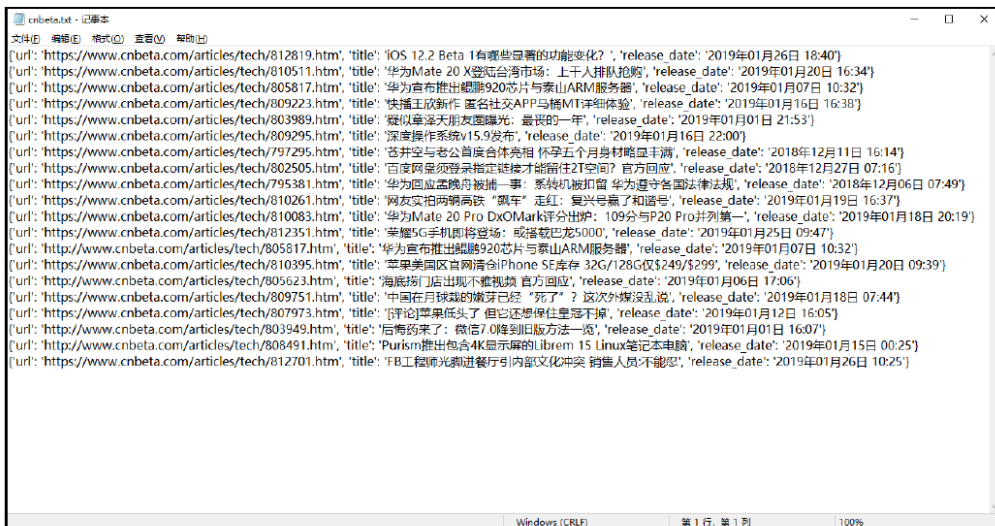 cnbeta.txt - 记事本
文件(F) 编辑(E) 格式(O) 查看(V) 帮助(H)
{'url': 'https://www.cnbeta.com/articles/tech/812819.htm', 'title': 'iOS 12.2 Beta 1有哪些显著的功能变化？', 'release_date': '2019年01月26日 18:40'}
{'url': 'https://www.cnbeta.com/articles/tech/810511.htm', 'title': '华为Mate 20 X登陆台湾市场：上千人排队抢购', 'release_date': '2019年01月20日 16:34'}
{'url': 'https://www.cnbeta.com/articles/tech/805817.htm', 'title': '华为宣布推出鲲鹏920芯片与泰山ARM服务器', 'release_date': '2019年01月07日 10:32'}
{'url': 'https://www.cnbeta.com/articles/tech/809223.htm', 'title': '快播王欣新作 匿名社交APP马桶MT详细体验', 'release_date': '2019年01月16日 16:38'}
{'url': 'https://www.cnbeta.com/articles/tech/803989.htm', 'title': '疑似章泽天朋友圈曝光：最丧的一年', 'release_date': '2019年01月01日 21:53'}
{'url': 'https://www.cnbeta.com/articles/tech/809295.htm', 'title': '深度操作系统v15.9发布', 'release_date': '2019年01月16日 22:00'}
{'url': 'https://www.cnbeta.com/articles/tech/797295.htm', 'title': '苍井空与老公首度合体亮相 怀孕五个月身材略显丰满', 'release_date': '2018年12月11日 16:14'}
{'url': 'https://www.cnbeta.com/articles/tech/802505.htm', 'title': '百度网盘须登录指定链接才能留住2T空间？官方回应', 'release_date': '2018年12月27日 07:16'}
{'url': 'https://www.cnbeta.com/articles/tech/795381.htm', 'title': '华为回应孟晚舟被捕一事：系转机被扣留 华为遵守各国法律法规', 'release_date': '2018年12月06日 07:49'}
{'url': 'https://www.cnbeta.com/articles/tech/810261.htm', 'title': '网友实拍两辆高铁“飙车”走红：复兴号赢了和谐号', 'release_date': '2019年01月19日 16:37'}
{'url': 'https://www.cnbeta.com/articles/tech/810083.htm', 'title': '华为Mate 20 Pro DxOMark评分出炉：109分与P20 Pro并列第一', 'release_date': '2019年01月18日 20:19'}
{'url': 'https://www.cnbeta.com/articles/tech/812351.htm', 'title': '荣耀5G手机即将登场：或搭载巴龙5000', 'release_date': '2019年01月25日 09:47'}
{'url': 'http://www.cnbeta.com/articles/tech/805817.htm', 'title': '华为宣布推出鲲鹏920芯片与泰山ARM服务器', 'release_date': '2019年01月07日 10:32'}
{'url': 'https://www.cnbeta.com/articles/tech/810395.htm', 'title': '苹果美国区官网清仓iPhone SE库存 32G/128G仅$249/$299', 'release_date': '2019年01月20日 09:39'}
{'url': 'https://www.cnbeta.com/articles/tech/805623.htm', 'title': '海底捞门店出现不雅视频 官方回应', 'release_date': '2019年01月06日 17:06'}
{'url': 'https://www.cnbeta.com/articles/tech/809751.htm', 'title': '中国在月球栽的嫩芽已经“死了”？这次外媒没乱说', 'release_date': '2019年01月18日 07:44'}
{'url': 'https://www.cnbeta.com/articles/tech/807973.htm', 'title': '[评论]苹果低头了 但它还想保住皇冠不掉', 'release_date': '2019年01月12日 16:05'}
{'url': 'http://www.cnbeta.com/articles/tech/803949.htm', 'title': '后悔药来了：微信7.0降到旧版方法一览', 'release_date': '2019年01月01日 16:07'}
{'url': 'http://www.cnbeta.com/articles/tech/808491.htm', 'title': 'Purism推出包含4K显示屏的Librem 15 Linux笔记本电脑', 'release_date': '2019年01月15日 00:25'}
{'url': 'https://www.cnbeta.com/articles/tech/812701.htm', 'title': 'FB工程师光脚进餐厅引内部文化冲突 销售人员:不能忍', 'release_date': '2019年01月26日 10:25'}
Windows (CRLF) 第 1 行, 第 1 列 100%